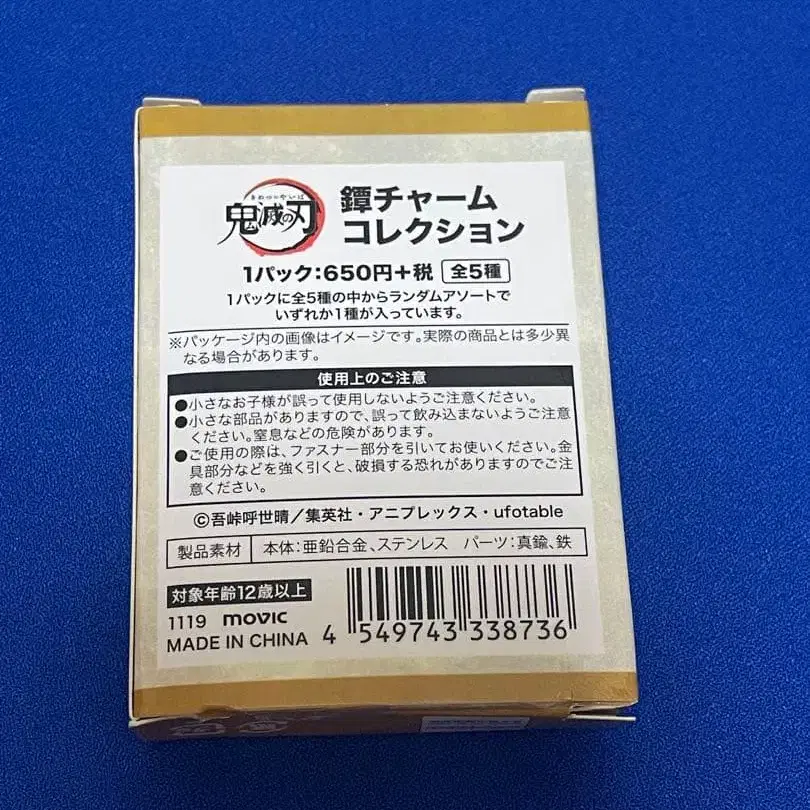 きめつのやいば
鬼滅の刃
鐔チャーム
コレクション
1パック:650円+税 全5種
1パックに全5種の中からランダムアソートで
いずれか1種が入っています。
※パッケージ内の画像はイメージです。実際の商品とは多少異
なる場合があります。
使用上のご注意
●小さなお子様が誤って使用しないようご注意ください。
●小さな部品がありますので、誤って飲み込まないようご注意
ください。窒息などの危険があります。
●ご使用の際は、ファスナー部分を引いてお使いください。金
具部分などを強く引くと、破損する恐れがありますのでご注
意ください。
©吾峠呼世晴/集英社・アニプレックス・ufotable
製品素材 本体:亜鉛合金、ステンレス パーツ:真鍮、鉄
対象年齢12歳以上
1119 movic
MADE IN CHINA
4 549743 338736